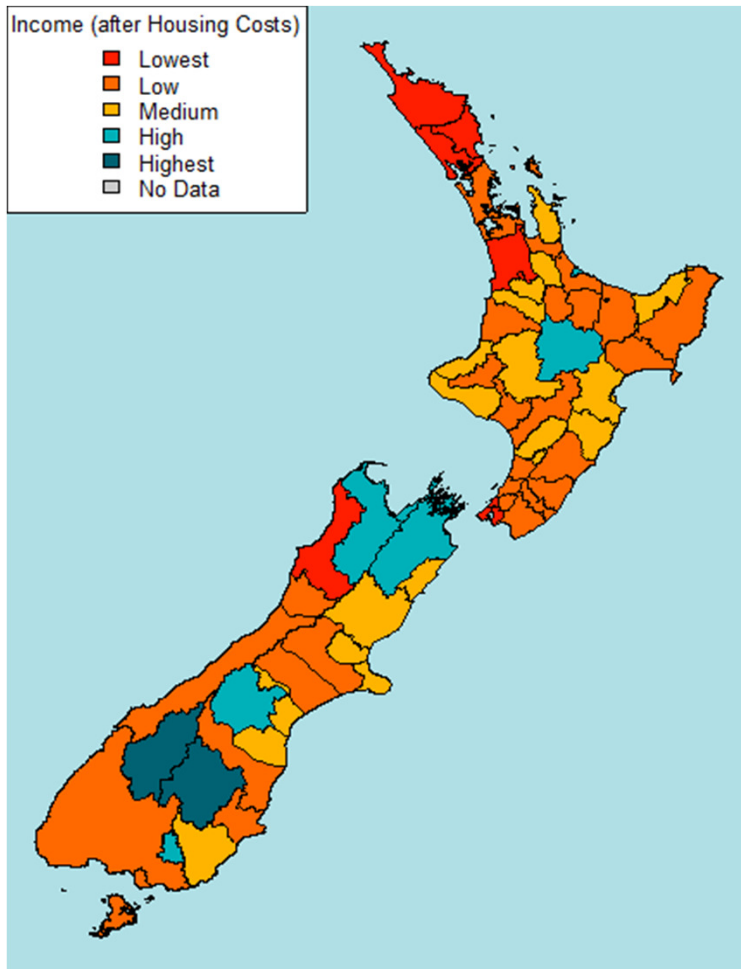 Income (after Housing Costs)
Lowest
Low
Medium
High
Highest
No Data